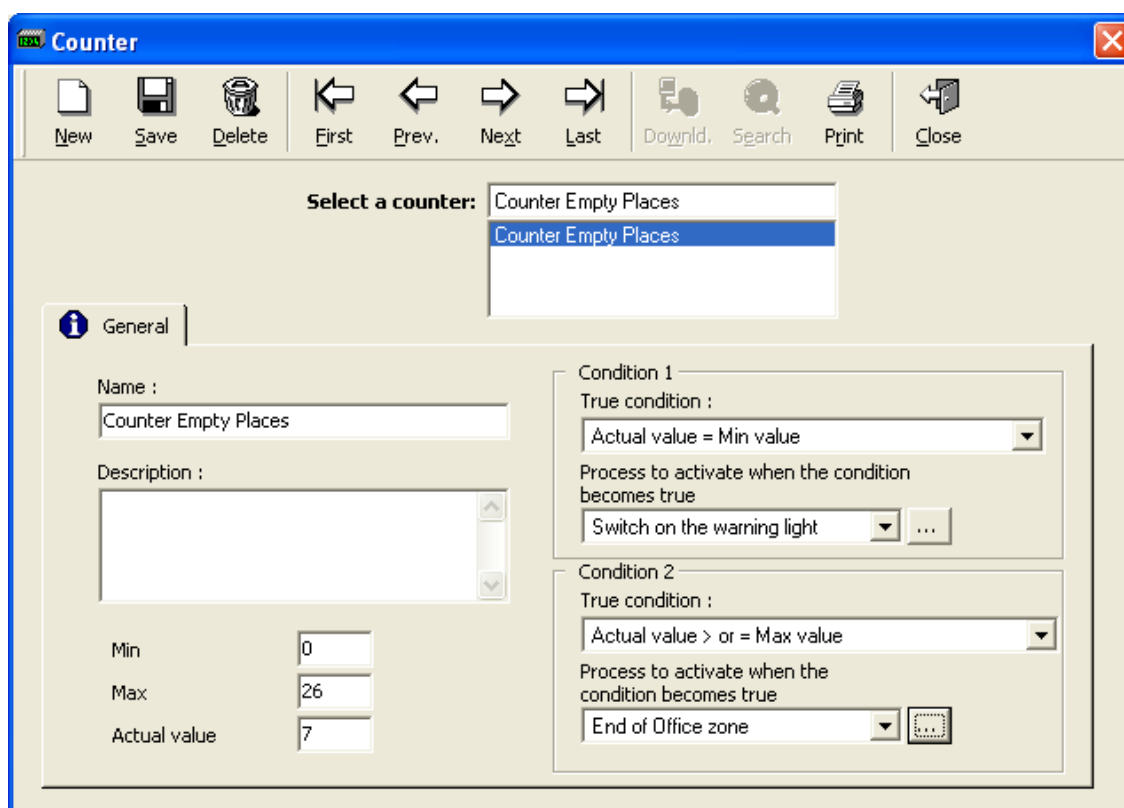 Counter
New Save Delete First Prev. Next Last Downld. Search Print Close
Select a counter: Counter Empty Places
Counter Empty Places
General
Name :
Counter Empty Places
Description :
Min 0
Max 26
Actual value 7
Condition 1
True condition :
Actual value = Min value
Process to activate when the condition
becomes true
Switch on the warning light ...
Condition 2
True condition :
Actual value > or = Max value
Process to activate when the
condition becomes true
End of Office zone ...